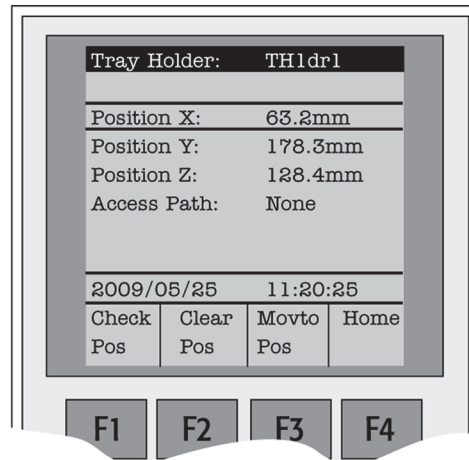 Tray Holder: TH1dr1
Position X: 63.2mm
Position Y: 178.3mm
Position Z: 128.4mm
Access Path: None
2009/05/25 11:20:25
Check Clear Movto Home
Pos Pos Pos
F1 F2 F3 F4